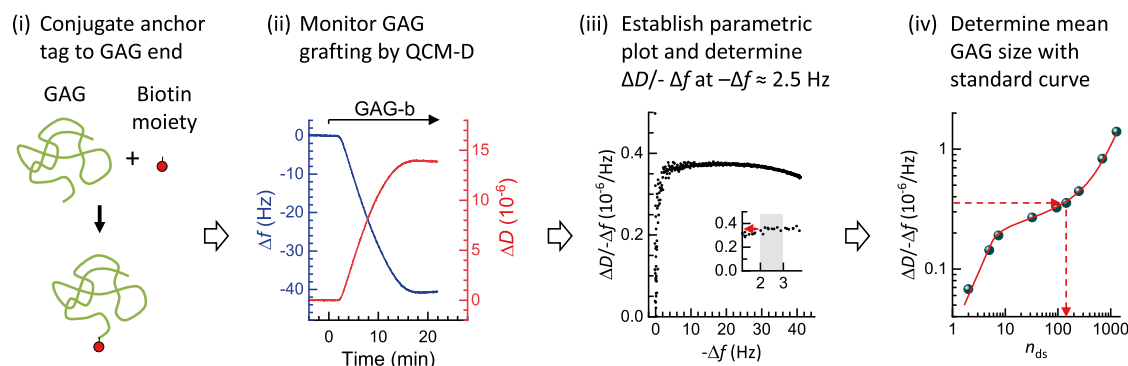 (i) Conjugate anchor
tag to GAG end
GAG
Biotin
moiety
+
(ii) Monitor GAG
grafting by QCM-D
GAG-b
0
-10
-20
-30
-40
Δf (Hz)
15
10
5
0
ΔD (10⁻⁶)
0
10
20
Time (min)
(iii) Establish parametric
plot and determine
ΔD/- Δf at –Δf ≈ 2.5 Hz
0.4
0.3
0.2
0.0
ΔD/-Δf (10⁻⁶/Hz)
0.4
0.2
0.0
2
3
0
10
20
30
40
-Δf (Hz)
(iv) Determine mean
GAG size with
standard curve
1
0.1
ΔD/-Δf (10⁻⁶/Hz)
1
10
100
1000
n_ds